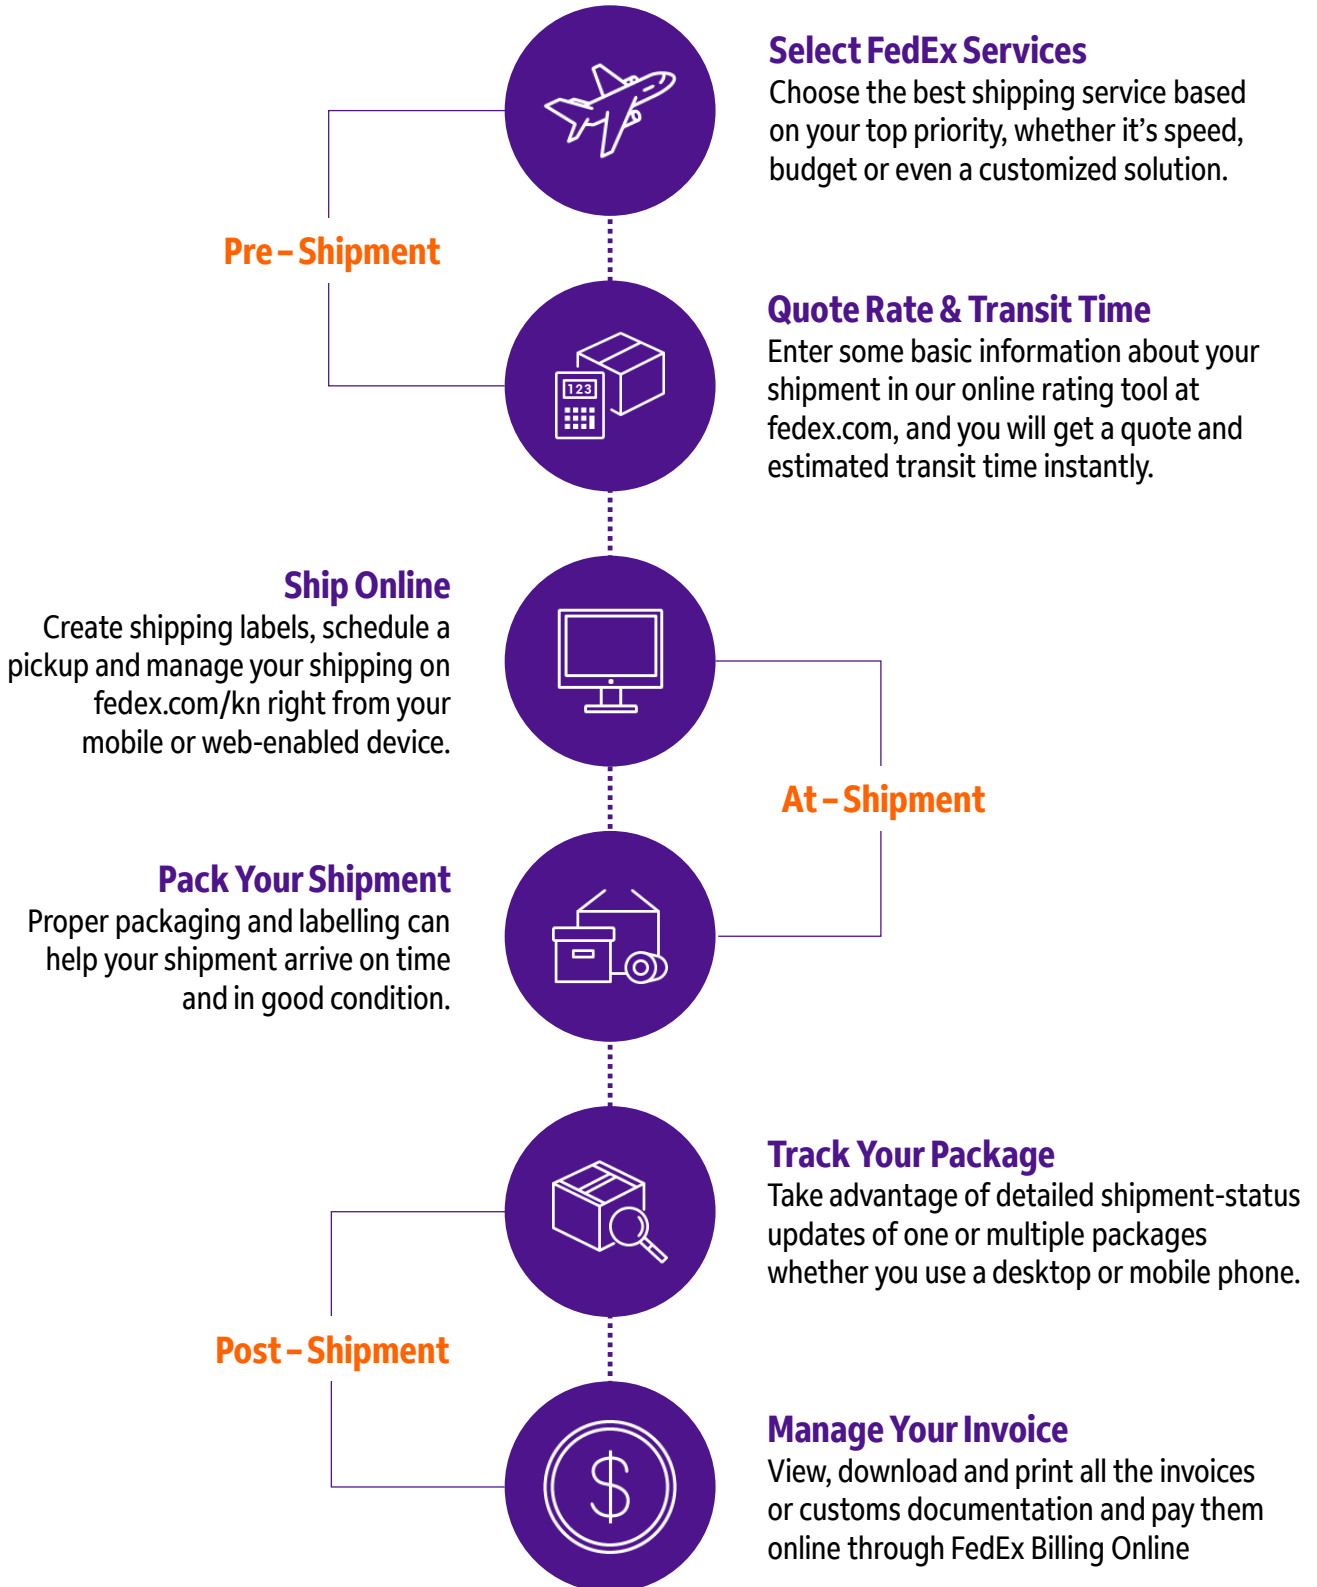 Select FedEx Services
Choose the best shipping service based
on your top priority, whether it’s speed,
budget or even a customized solution.
Pre – Shipment
Quote Rate & Transit Time
Enter some basic information about your
shipment in our online rating tool at
fedex.com, and you will get a quote and
estimated transit time instantly.
123
Ship Online
Create shipping labels, schedule a
pickup and manage your shipping on
fedex.com/kn right from your
mobile or web-enabled device.
At – Shipment
Pack Your Shipment
Proper packaging and labelling can
help your shipment arrive on time
and in good condition.
Track Your Package
Take advantage of detailed shipment-status
updates of one or multiple packages
whether you use a desktop or mobile phone.
Post – Shipment
Manage Your Invoice
View, download and print all the invoices
or customs documentation and pay them
online through FedEx Billing Online
$